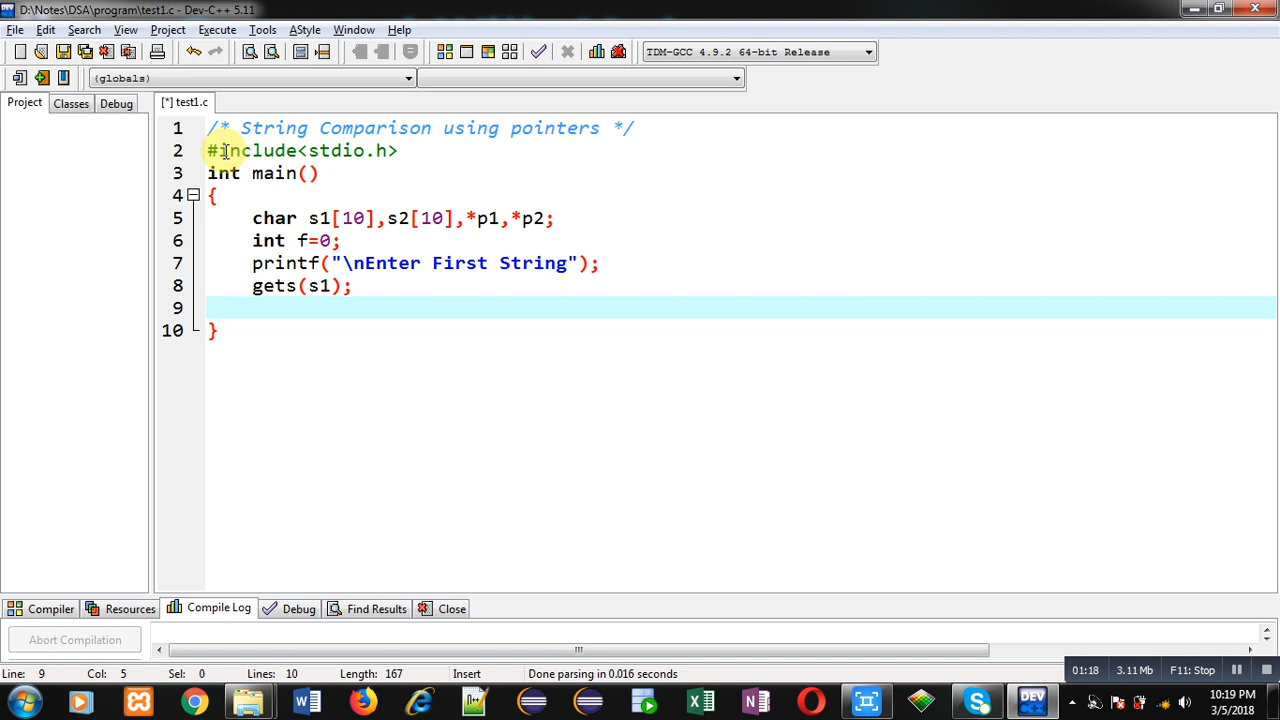 D:\Notes\DSA\program\test1.c - Dev-C++ 5.11
File Edit Search View Project Execute Tools AStyle Window Help
TDM-GCC 4.9.2 64-bit Release
(globals)
Project Classes Debug [*] test1.c
1 /* String Comparison using pointers */
2 #include<stdio.h>
3 int main()
4 {
5 char s1[10],s2[10],*p1,*p2;
6 int f=0;
7 printf("\nEnter First String");
8 gets(s1);
9
10 }
Compiler Resources Compile Log Debug Find Results Close
Abort Compilation
Line: 9 Col: 5 Sel: 0 Lines: 10 Length: 167 Insert Done parsing in 0.016 seconds
01:18 3.11 Mb F11: Stop
10:19 PM
3/5/2018